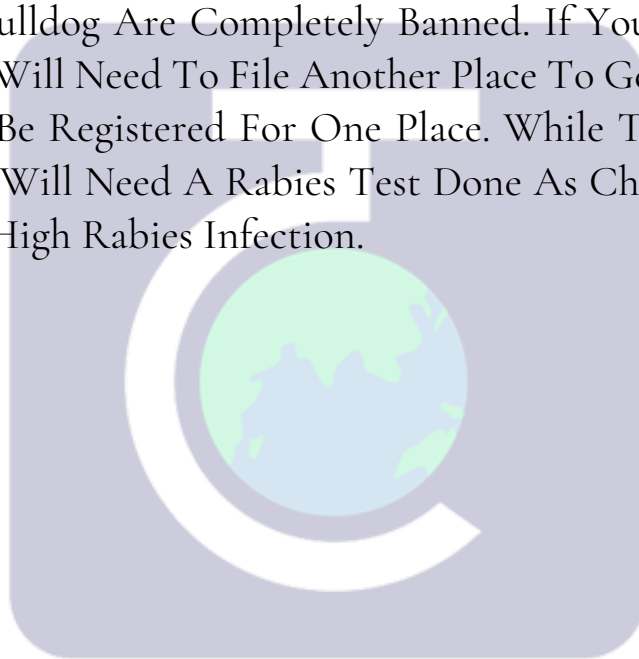 ulldog Are Completely Banned. If You
Will Need To File Another Place To G
Be Registered For One Place. While T
Will Need A Rabies Test Done As Ch
High Rabies Infection.